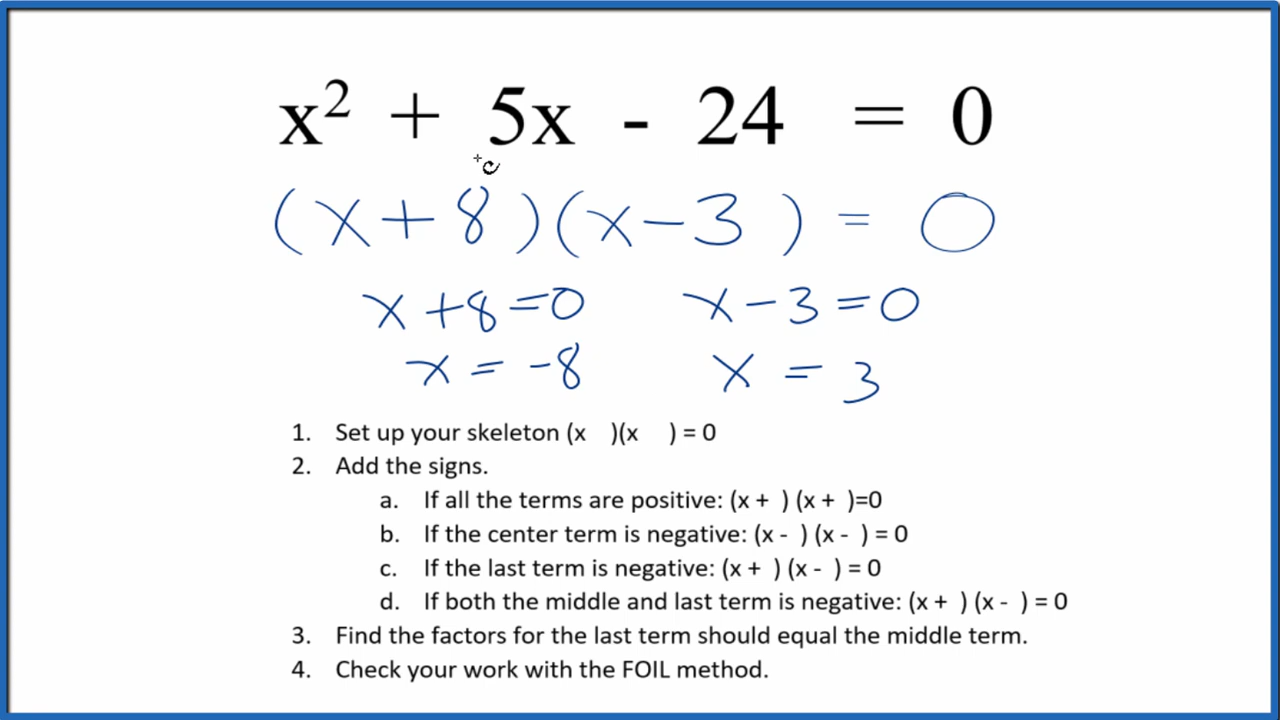 x² + 5x - 24 = 0
(x+8)(x-3) = 0
x+8=0 x-3=0
x = -8 x = 3
1. Set up your skeleton (x )(x ) = 0
2. Add the signs.
a. If all the terms are positive: (x + ) (x + )=0
b. If the center term is negative: (x - ) (x - ) = 0
c. If the last term is negative: (x + ) (x - ) = 0
d. If both the middle and last term is negative: (x + ) (x - ) = 0
3. Find the factors for the last term should equal the middle term.
4. Check your work with the FOIL method.